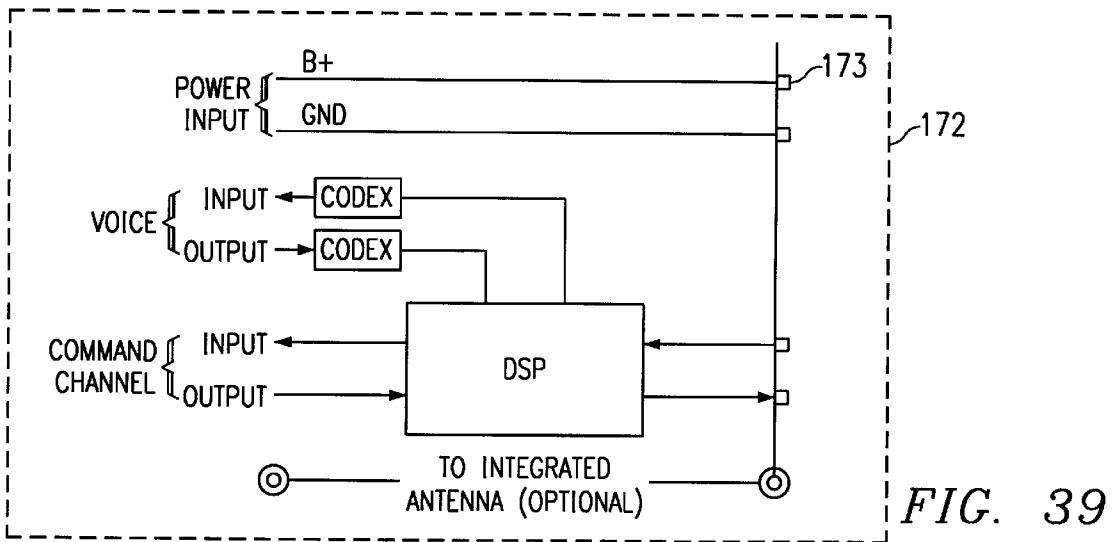 B+
173
POWER
INPUT
GND
172
INPUT
CODEX
VOICE
OUTPUT
CODEX
COMMAND
CHANNEL
INPUT
OUTPUT
DSP
TO INTEGRATED
ANTENNA (OPTIONAL)
FIG. 39